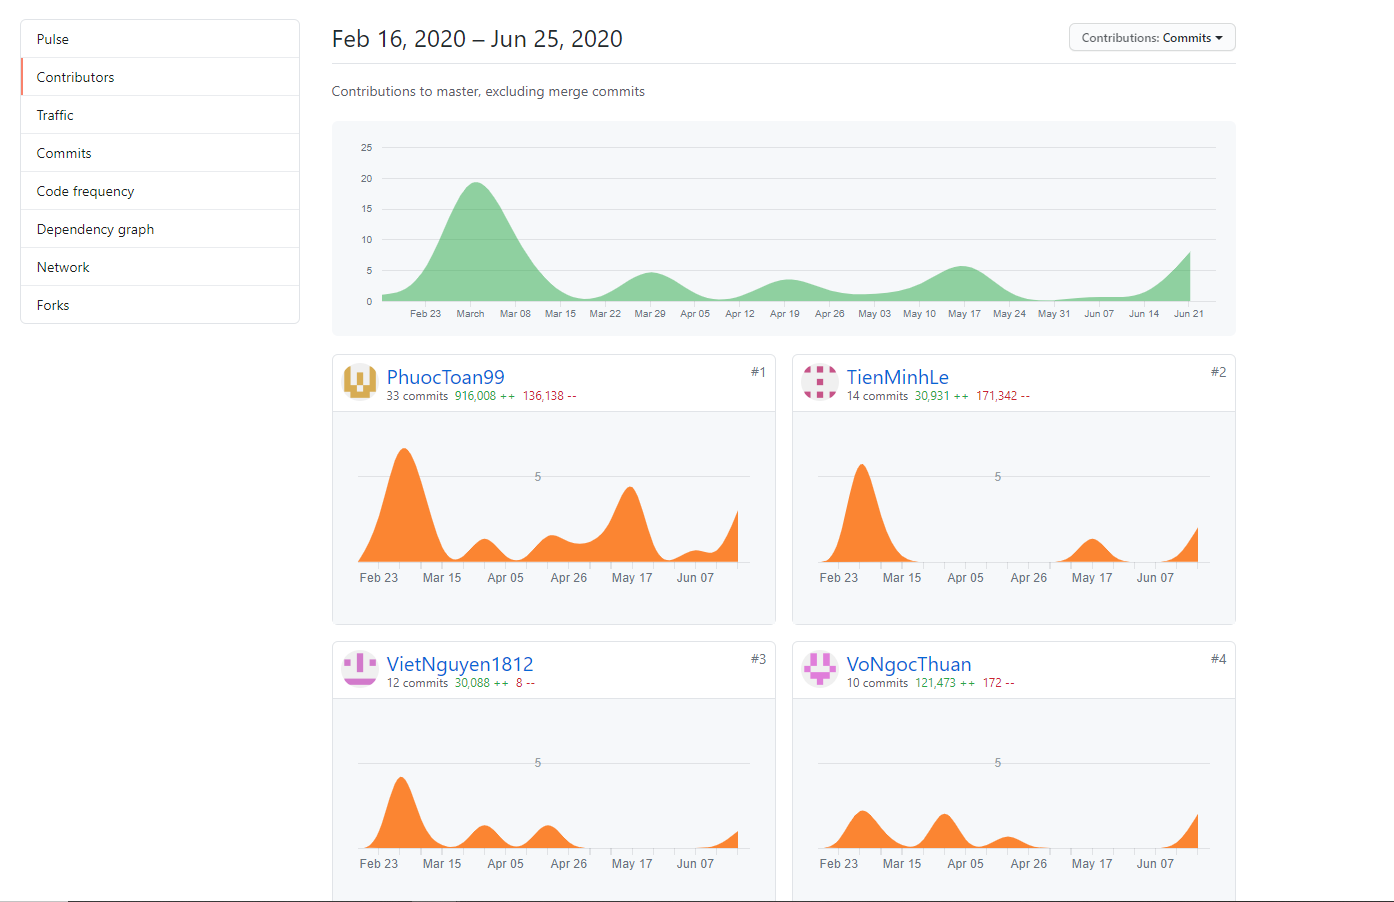 Pulse
Contributors
Traffic
Commits
Code frequency
Dependency graph
Network
Forks
Feb 16, 2020 – Jun 25, 2020
Contributions: Commits
Contributions to master, excluding merge commits
25
20
15
10
5
0
Feb 23 March Mar 08 Mar 15 Mar 22 Mar 29 Apr 05 Apr 12 Apr 19 Apr 26 May 03 May 10 May 17 May 24 May 31 Jun 07 Jun 14 Jun 21
PhuocToan99 #1
33 commits 916,008 ++ 136,138 --
5
Feb 23 Mar 15 Apr 05 Apr 26 May 17 Jun 07
TienMinhLe #2
14 commits 30,931 ++ 171,342 --
5
Feb 23 Mar 15 Apr 05 Apr 26 May 17 Jun 07
VietNguyen1812 #3
12 commits 30,088 ++ 8 --
5
Feb 23 Mar 15 Apr 05 Apr 26 May 17 Jun 07
VoNgocThuan #4
10 commits 121,473 ++ 172 --
5
Feb 23 Mar 15 Apr 05 Apr 26 May 17 Jun 07